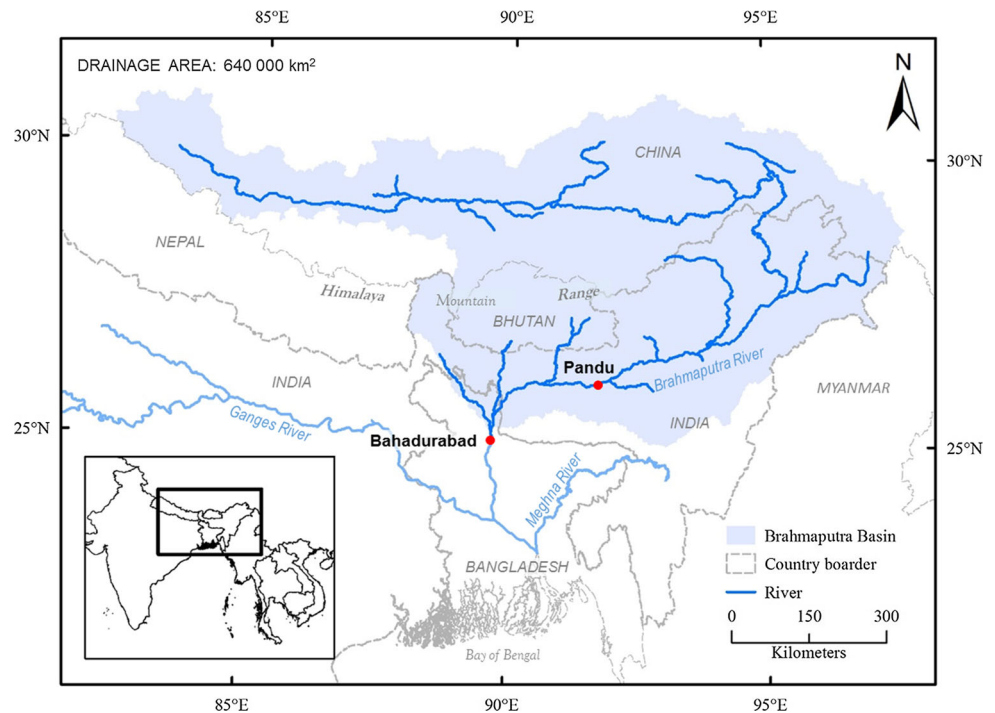 85°E 90°E 95°E
DRAINAGE AREA: 640 000 km²
N
30°N
30°N
CHINA
NEPAL
Himalaya Mountain Range
BHUTAN
Pandu
Brahmaputra River
INDIA
MYANMAR
Ganges River
INDIA
25°N
Bahadurabad
25°N
Meghna River
BANGLADESH
Bay of Bengal
Brahmaputra Basin
Country boarder
River
0 150 300
Kilometers
85°E 90°E 95°E